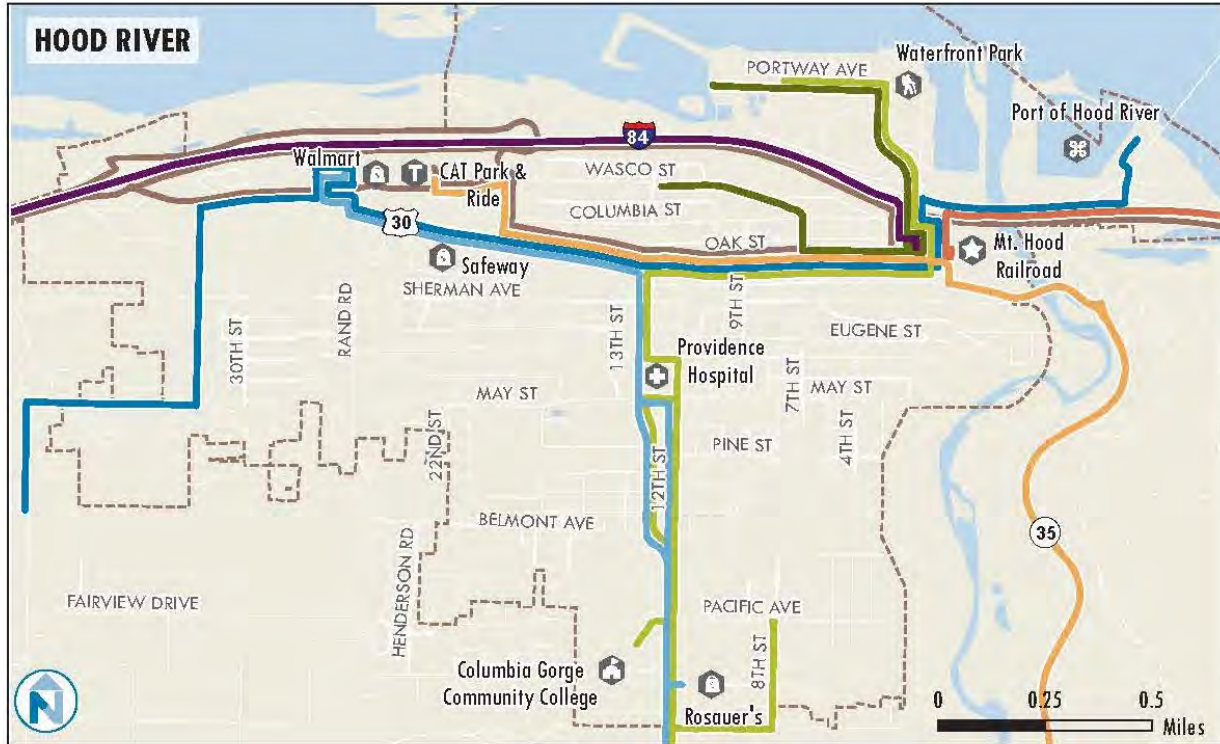 HOOD RIVER
PORTWAY AVE
Waterfront Park
Port of Hood River
84
Walmart
CAT Park &
Ride
WASCO ST
COLUMBIA ST
30
OAK ST
Mt. Hood
Railroad
Safeway
SHERMAN AVE
30TH ST
RAND RD
13TH ST
9TH ST
EUGENE ST
Providence
Hospital
MAY ST
7TH ST
MAY ST
22ND ST
PINE ST
4TH ST
12TH ST
BELMONT AVE
HENDERSON RD
35
FAIRVIEW DRIVE
PACIFIC AVE
8TH ST
Columbia Gorge
Community College
Rosauer's
N
0 0.25 0.5
Miles